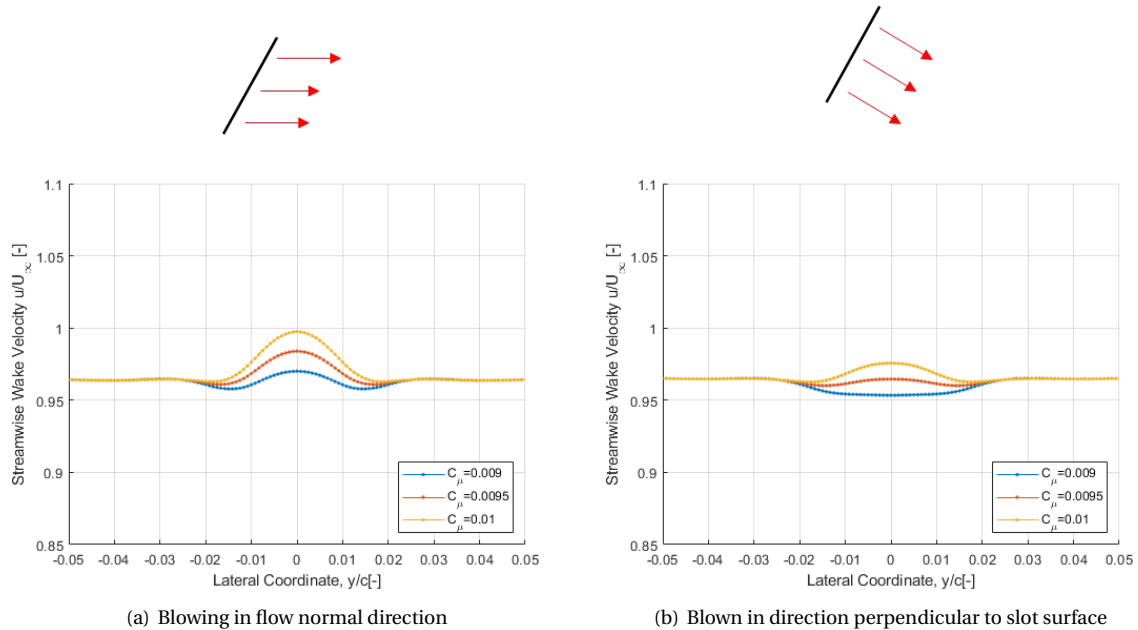 1.1
1.05
1
0.95
0.9
0.85
Streamwise Wake Velocity u/U∞ [-]
-0.05 -0.04 -0.03 -0.02 -0.01 0 0.01 0.02 0.03 0.04 0.05
Lateral Coordinate, y/c[-]
Cμ=0.009
Cμ=0.0095
Cμ=0.01
(a) Blowing in flow normal direction
1.1
1.05
1
0.95
0.9
0.85
Streamwise Wake Velocity u/U∞ [-]
-0.05 -0.04 -0.03 -0.02 -0.01 0 0.01 0.02 0.03 0.04 0.05
Lateral Coordinate, y/c[-]
Cμ=0.009
Cμ=0.0095
Cμ=0.01
(b) Blown in direction perpendicular to slot surface